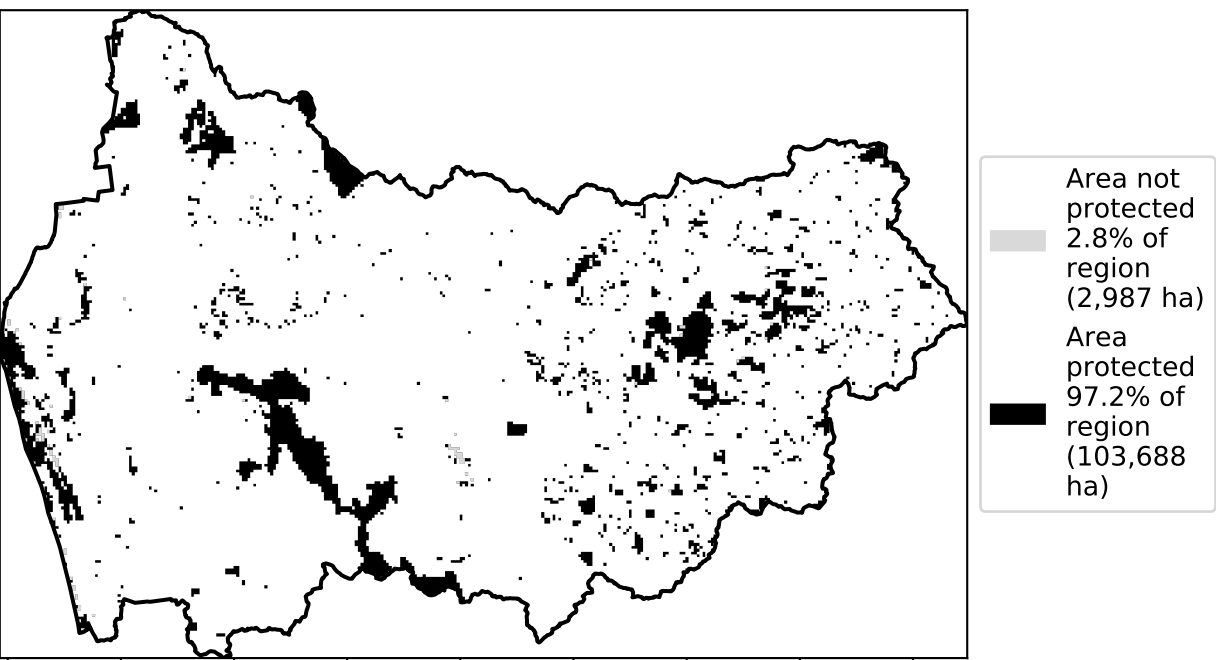 Area not
protected
2.8% of
region
(2,987 ha)
Area
protected
97.2% of
region
(103,688
ha)